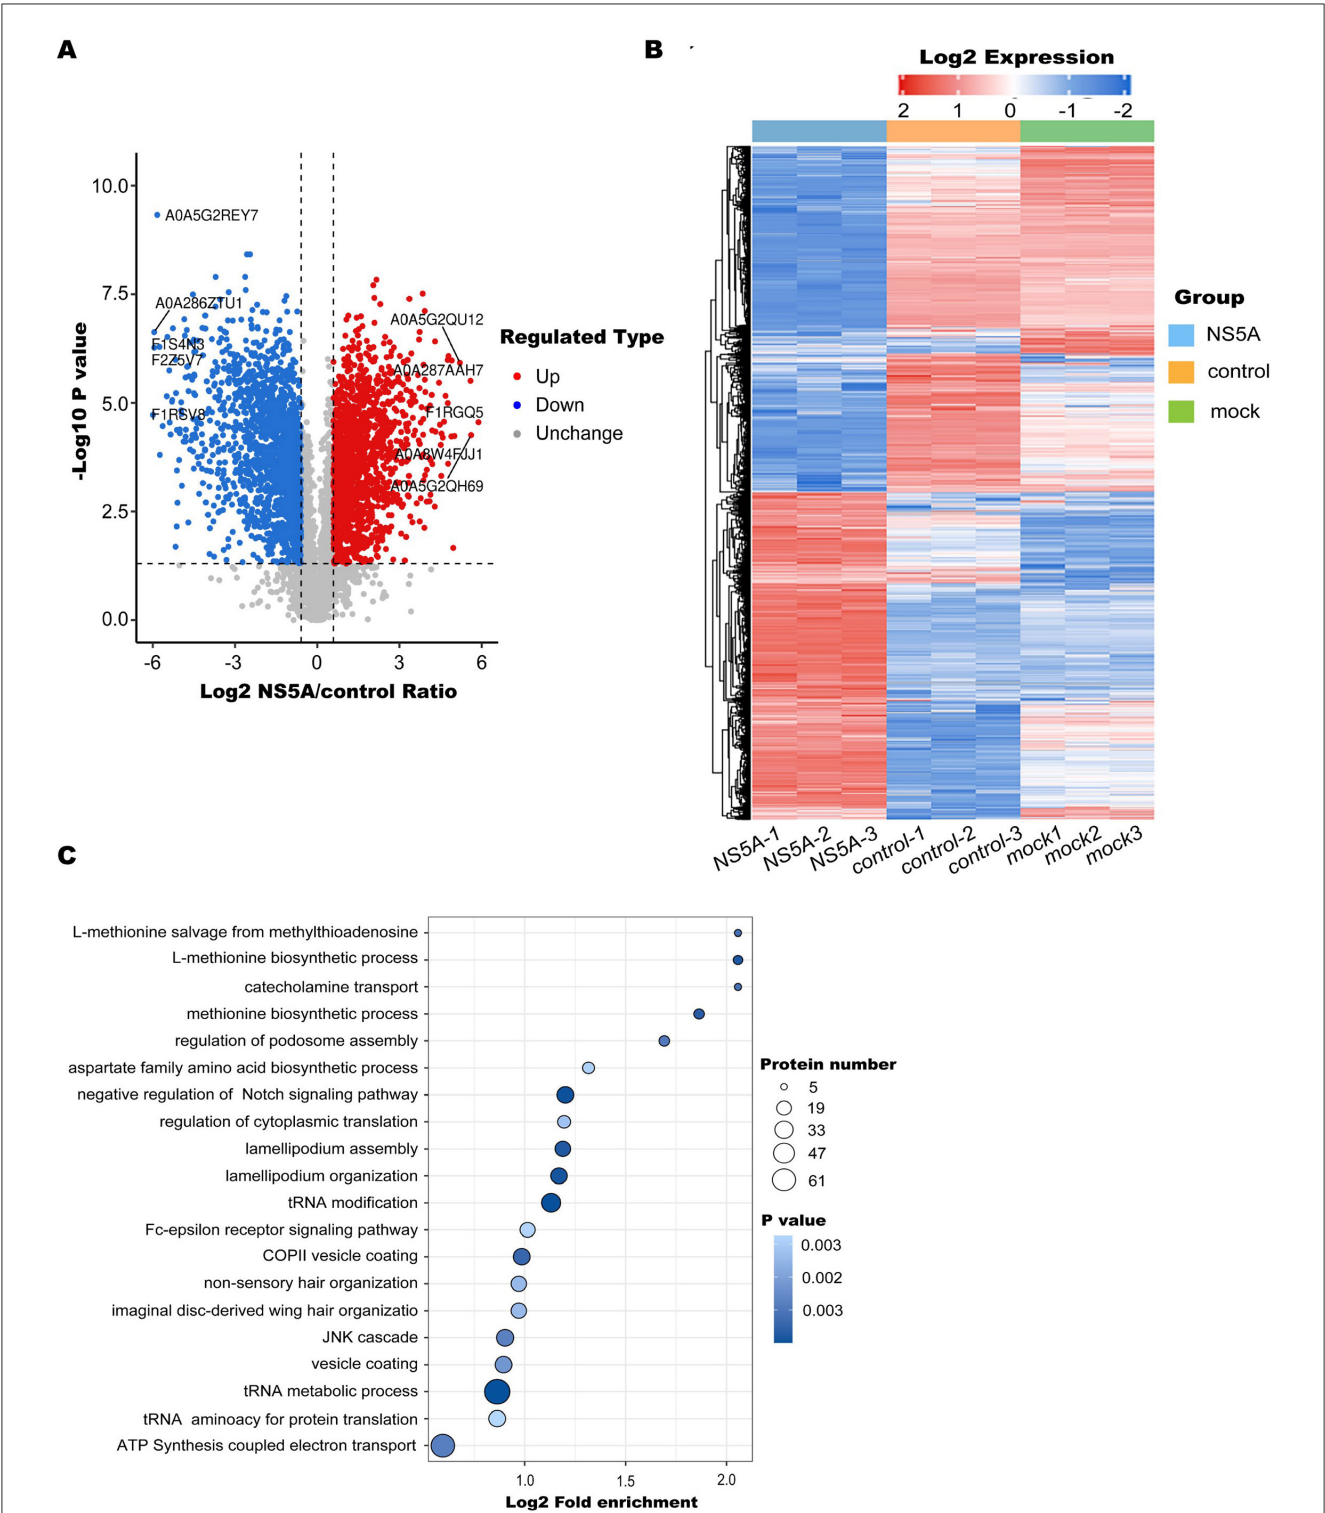 A
10.0
7.5
5.0
2.5
0.0
-6
-3
0
3
6
-Log10 P value
Log2 NS5A/control Ratio
A0A5G2REY7
A0A286ZTU1
F1S4N3
F2Z5V7
F1RSV8
A0A5G2QU12
A0A287AAH7
F1RGQ5
A0A8W4FJJ1
A0A5G2QH69
Regulated Type
Up
Down
Unchange
B
Log2 Expression
2 1 0 -1 -2
Group
NS5A
control
mock
NS5A-1
NS5A-2
NS5A-3
control-1
control-2
control-3
mock1
mock2
mock3
C
L-methionine salvage from methylthioadenosine
L-methionine biosynthetic process
catecholamine transport
methionine biosynthetic process
regulation of podosome assembly
aspartate family amino acid biosynthetic process
negative regulation of Notch signaling pathway
regulation of cytoplasmic translation
lamellipodium assembly
lamellipodium organization
tRNA modification
Fc-epsilon receptor signaling pathway
COPII vesicle coating
non-sensory hair organization
imaginal disc-derived wing hair organizatio
JNK cascade
vesicle coating
tRNA metabolic process
tRNA aminoacy for protein translation
ATP Synthesis coupled electron transport
1.0
1.5
2.0
Log2 Fold enrichment
Protein number
5
19
33
47
61
P value
0.003
0.002
0.003